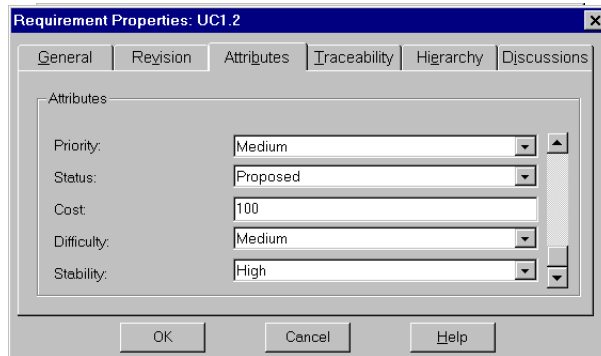 Requirement Properties: UC1.2
General Revision Attributes Traceability Hierarchy Discussions
Attributes
Priority: Medium
Status: Proposed
Cost: 100
Difficulty: Medium
Stability: High
OK Cancel Help